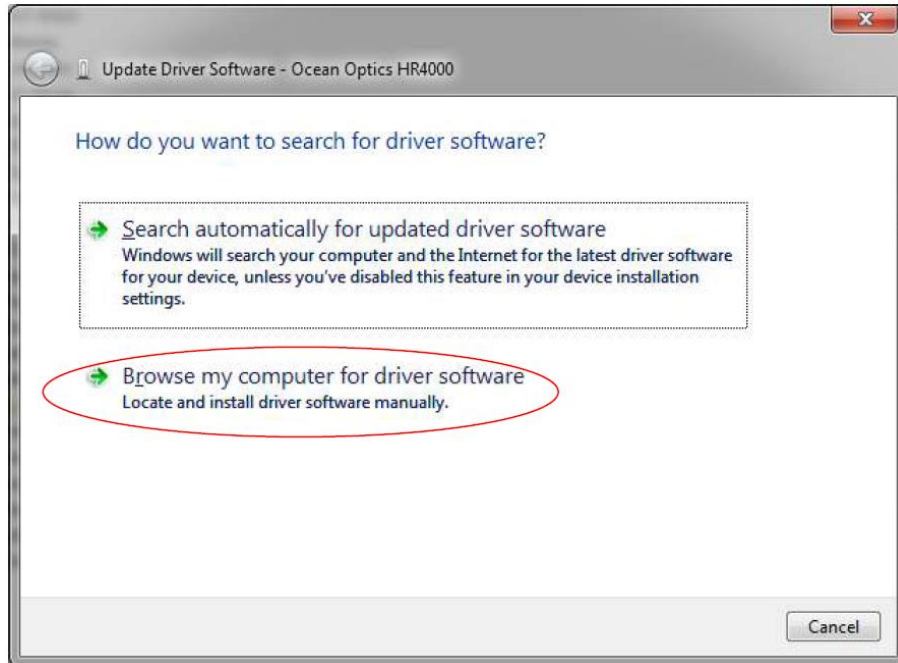 Update Driver Software - Ocean Optics HR4000
How do you want to search for driver software?
Search automatically for updated driver software
Windows will search your computer and the Internet for the latest driver software
for your device, unless you've disabled this feature in your device installation
settings.
Browse my computer for driver software
Locate and install driver software manually.
Cancel